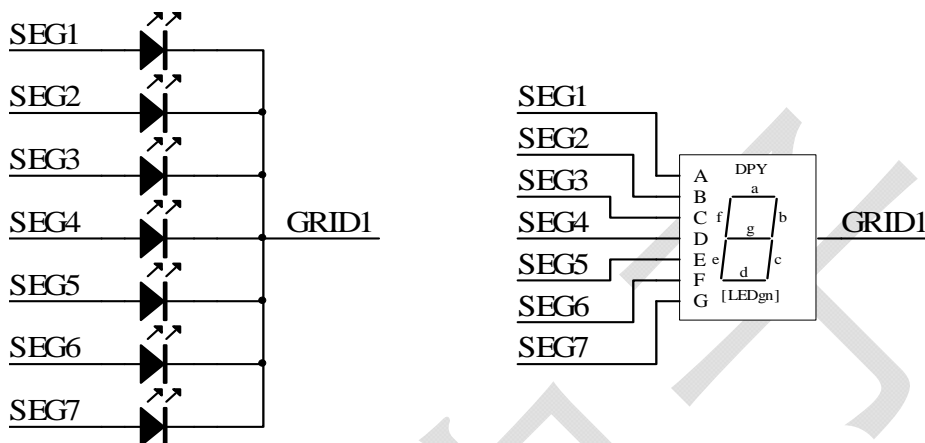 SEG1
SEG2
SEG3
SEG4
SEG5
SEG6
SEG7
GRID1
SEG1
SEG2
SEG3
SEG4
SEG5
SEG6
SEG7
A
B
C
D
E
F
G
DPY
a
f
b
g
e
c
d
[LEDgn]
GRID1